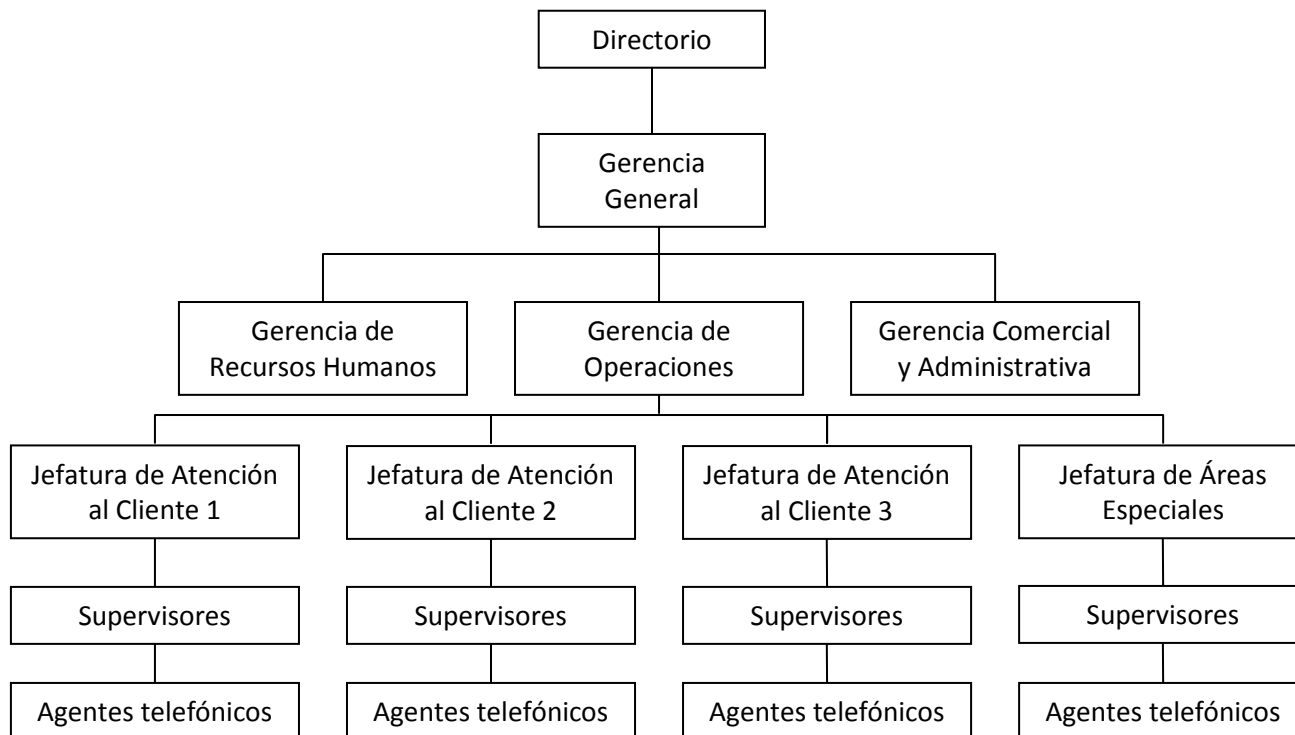 Directorio
Gerencia
General
Gerencia de
Recursos Humanos
Gerencia de
Operaciones
Gerencia Comercial
y Administrativa
Jefatura de Atención
al Cliente 1
Jefatura de Atención
al Cliente 2
Jefatura de Atención
al Cliente 3
Jefatura de Áreas
Especiales
Supervisores
Supervisores
Supervisores
Supervisores
Agentes telefónicos
Agentes telefónicos
Agentes telefónicos
Agentes telefónicos